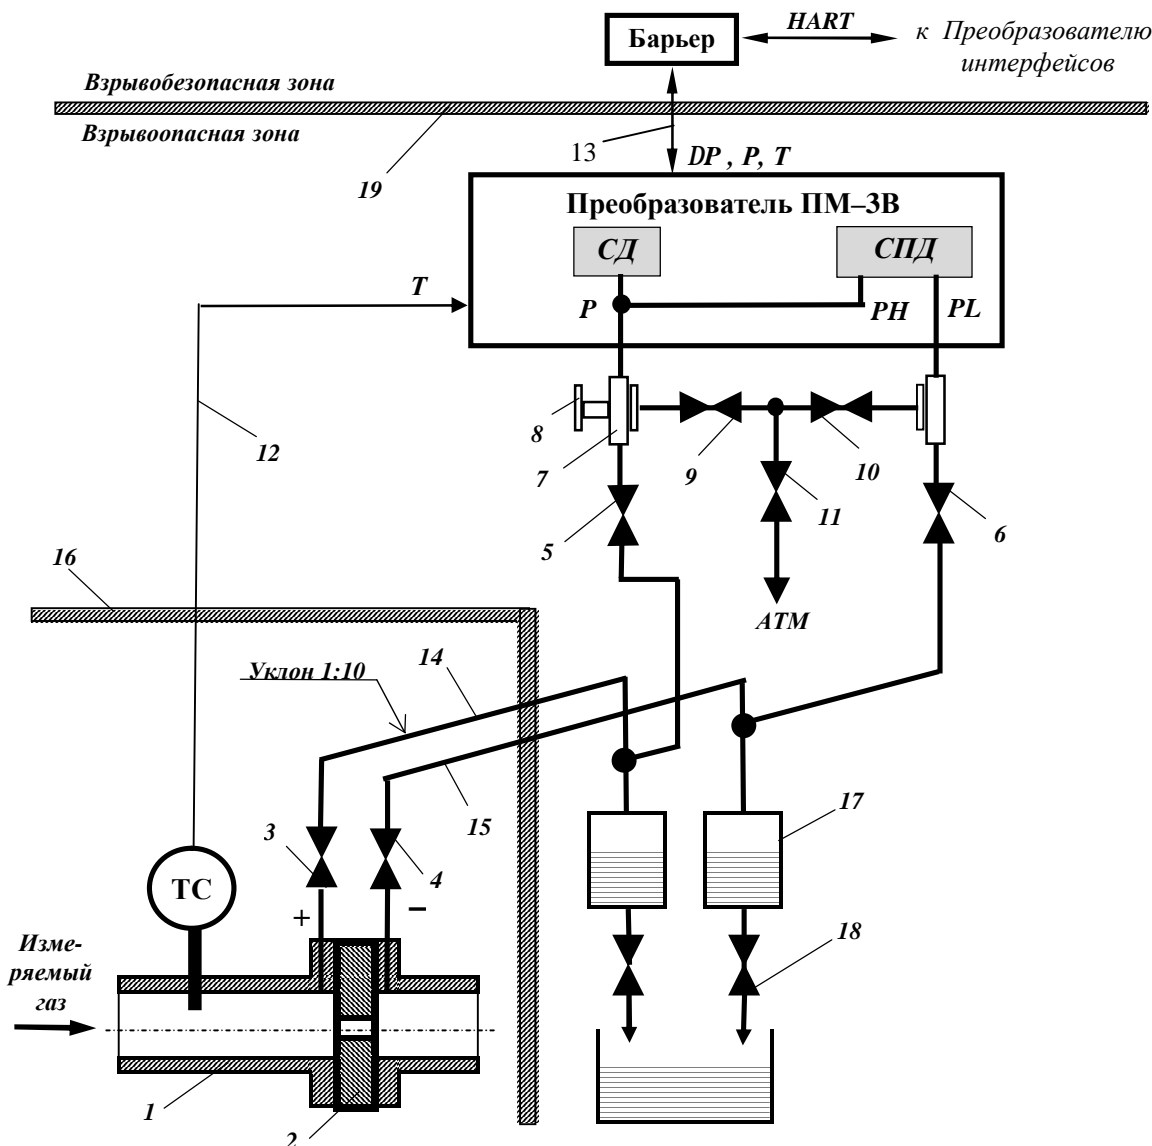 Барьер
HART
к Преобразователю
интерфейсов
Взрывобезопасная зона
Взрывоопасная зона
19
13
DP , P, T
Преобразователь ПМ–3В
СД
СПД
T
P
PH
PL
8
7
9
10
12
5
11
6
16
АТМ
Уклон 1:10
14
15
17
3
4
ТС
+
–
18
Изме-
ряемый
газ
1
2